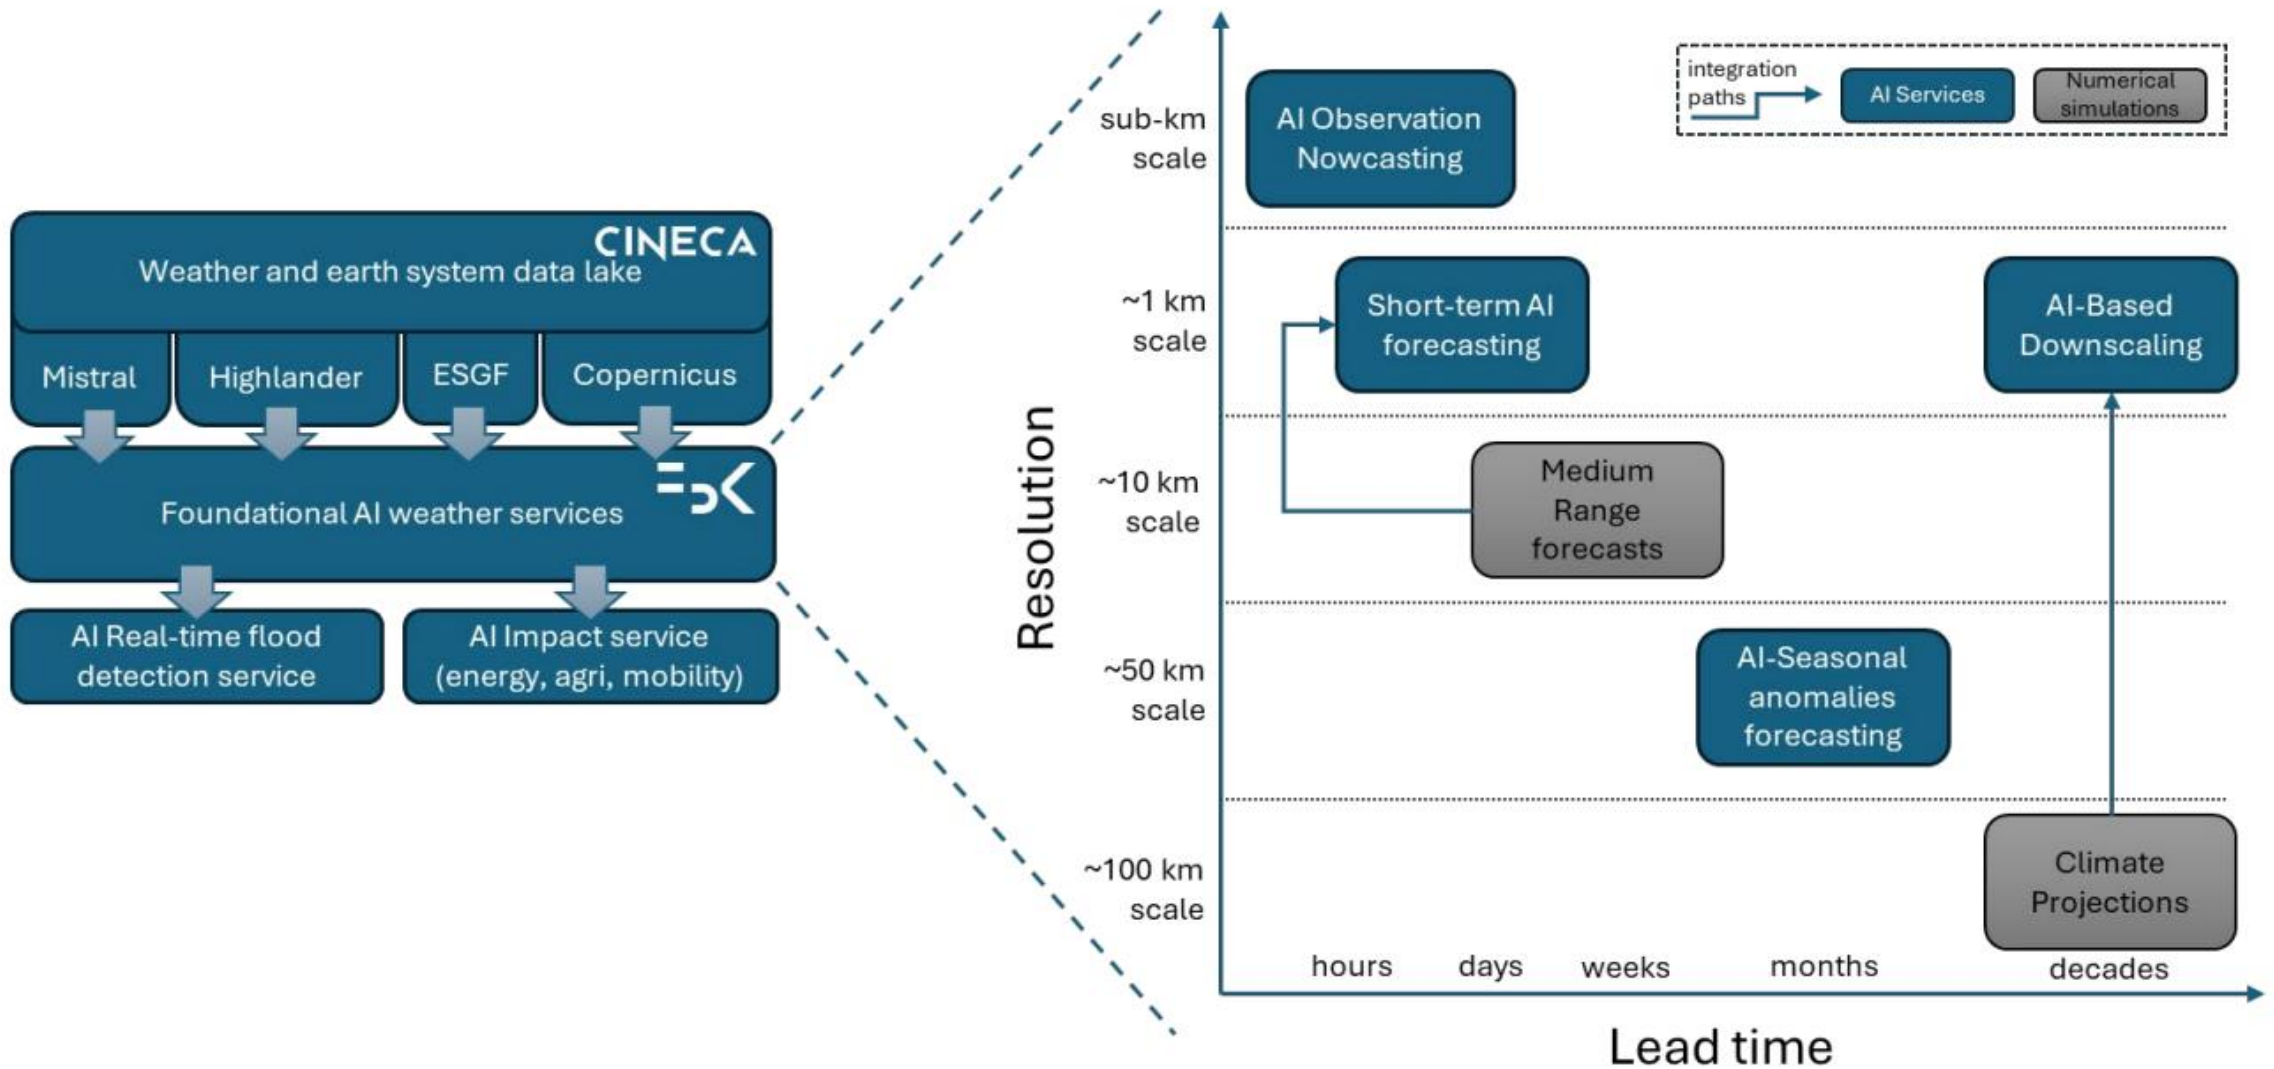 CINECA
Weather and earth system data lake
Mistral
Highlander
ESGF
Copernicus
FBK
Foundational AI weather services
AI Real-time flood
detection service
AI Impact service
(energy, agri, mobility)
Resolution
sub-km
scale
~1 km
scale
~10 km
scale
~50 km
scale
~100 km
scale
integration
paths
AI Services
Numerical
simulations
AI Observation
Nowcasting
Short-term AI
forecasting
AI-Based
Downscaling
Medium
Range
forecasts
AI-Seasonal
anomalies
forecasting
Climate
Projections
hours
days
weeks
months
decades
Lead time